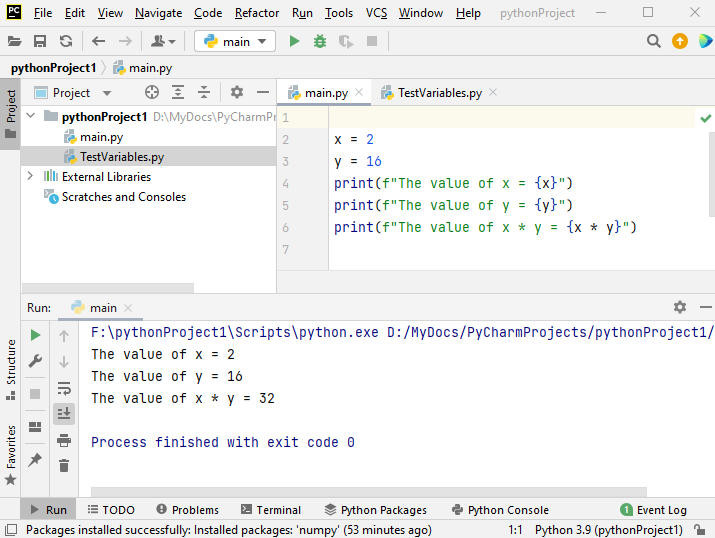 PC File Edit View Navigate Code Refactor Run Tools VCS Window Help pythonProject
main
pythonProject1 main.py
Project
Project
main.py TestVariables.py
pythonProject1 D:\MyDocs\PyCharmPr
main.py
TestVariables.py
External Libraries
Scratches and Consoles
1
2 x = 2
3 y = 16
4 print(f"The value of x = {x}")
5 print(f"The value of y = {y}")
6 print(f"The value of x * y = {x * y}")
7
Run: main
F:\pythonProject1\Scripts\python.exe D:/MyDocs/PyCharmProjects/pythonProject1/
The value of x = 2
The value of y = 16
The value of x * y = 32
Process finished with exit code 0
Structure
Favorites
Run TODO Problems Terminal Python Packages Python Console 1 Event Log
Packages installed successfully: Installed packages: 'numpy' (53 minutes ago) 1:1 Python 3.9 (pythonProject1)